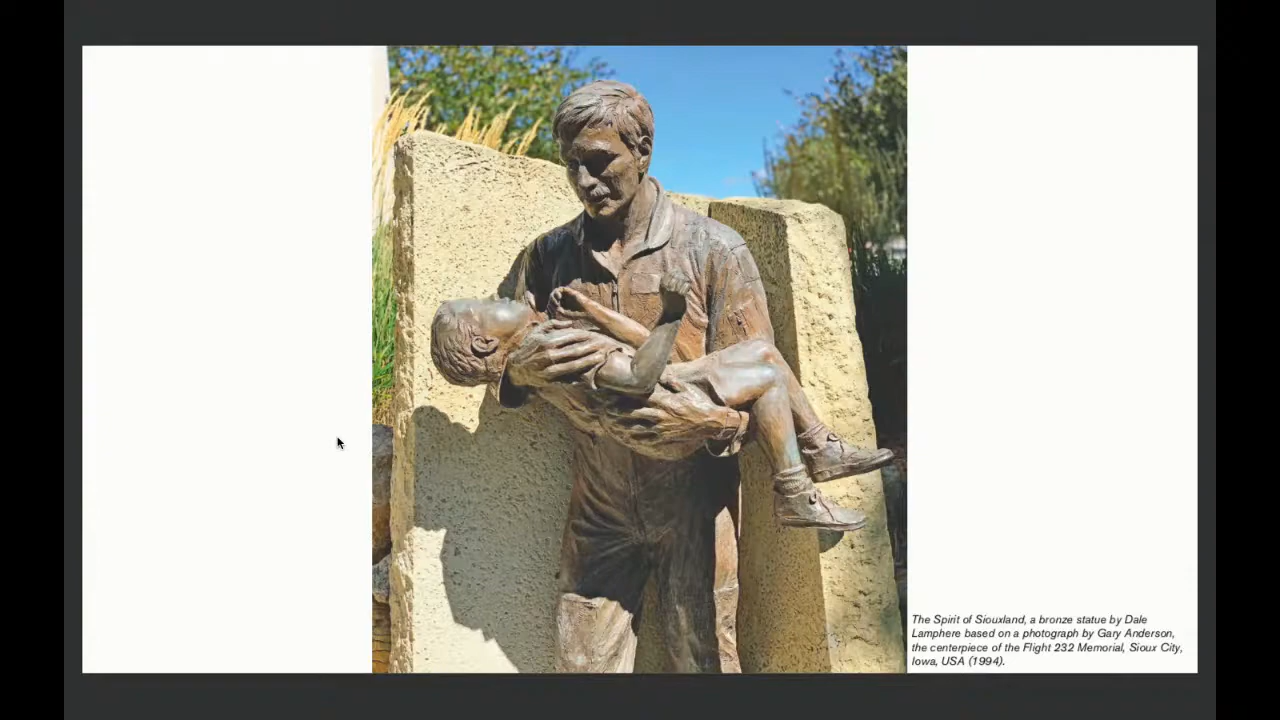 The Spirit of Siouxland, a bronze statue by Dale
Lamphere based on a photograph by Gary Anderson,
the centerpiece of the Flight 232 Memorial, Sioux City,
Iowa, USA (1994).